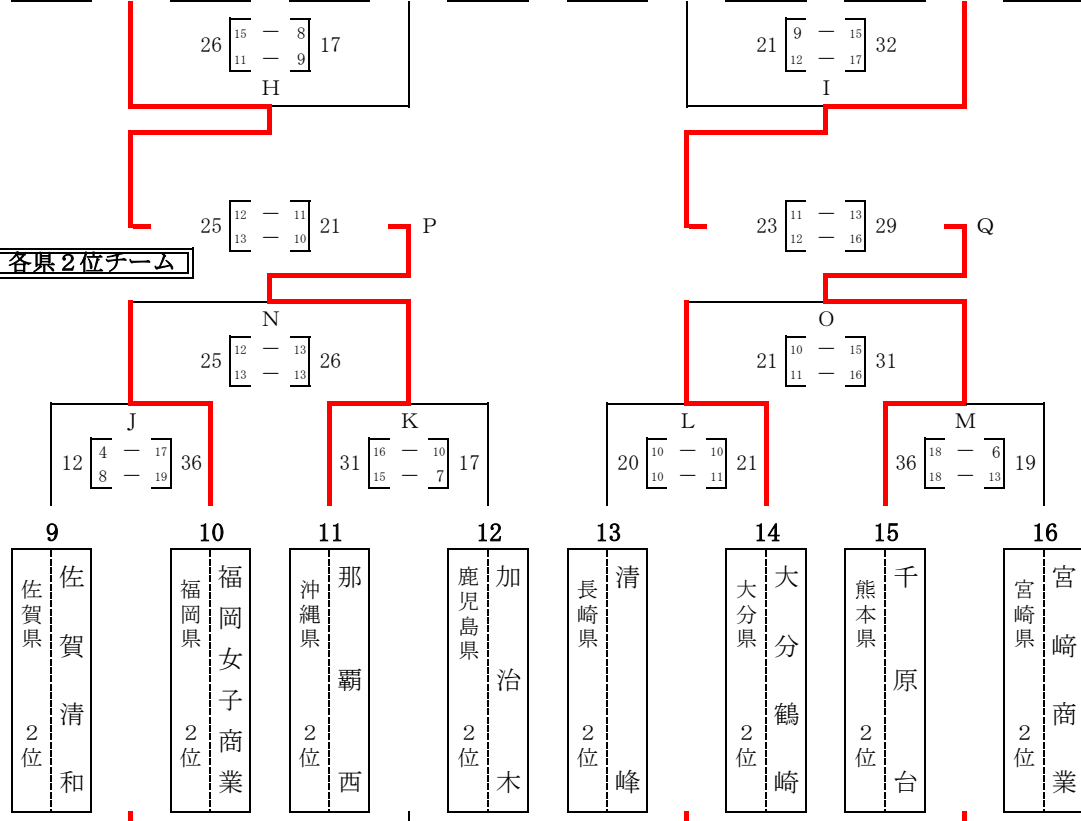 26 15 － 8 17
11 － 9
H
21 9 － 15 32
12 － 17
I
25 12 － 11 21
13 － 10
P
23 11 － 13 29
12 － 16
Q
各県２位チーム
N
25 12 － 13 26
13 － 13
O
21 10 － 15 31
11 － 16
J
12 4 － 17 36
8 － 19
K
31 16 － 10 17
15 － 7
L
20 10 － 10 21
10 － 11
M
36 18 － 6 19
18 － 13
9
佐賀県 ２位
佐賀清和
10
福岡県 ２位
福岡女子商業
11
沖縄県 ２位
那覇西
12
鹿児島県 ２位
加治木
13
長崎県 ２位
清峰
14
大分県 ２位
大分鶴崎
15
熊本県 ２位
千原台
16
宮崎県 ２位
宮﨑商業